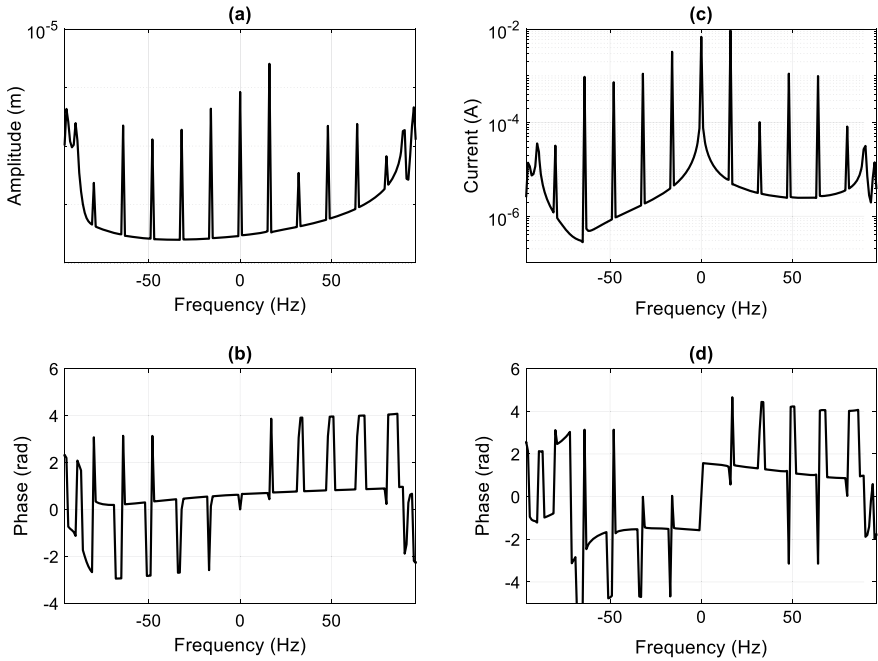 (a)
10-5
Amplitude (m)
-50 0 50
Frequency (Hz)
(c)
10-2
10-4
10-6
Current (A)
-50 0 50
Frequency (Hz)
(b)
6
4
2
0
-2
-4
Phase (rad)
-50 0 50
Frequency (Hz)
(d)
6
4
2
0
-2
-4
Phase (rad)
-50 0 50
Frequency (Hz)